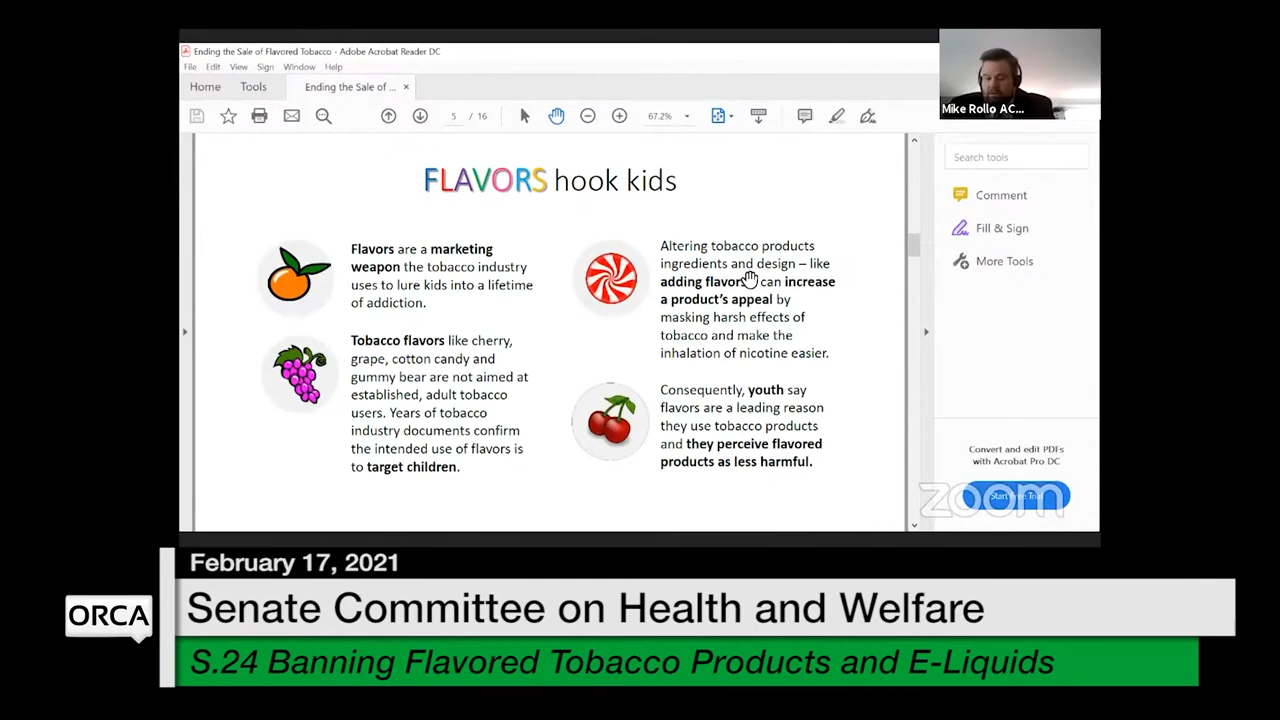 Ending the Sale of Flavored Tobacco - Adobe Acrobat Reader DC
File Edit View Sign Window Help
Home Tools Ending the Sale of ... ×
5 / 16 67.2%
Mike Rollo AC...
Search tools
Comment
Fill & Sign
More Tools
Convert and edit PDFs
with Acrobat Pro DC
Start Free Trial
zoom
FLAVORS hook kids
Flavors are a marketing
weapon the tobacco industry
uses to lure kids into a lifetime
of addiction.
Tobacco flavors like cherry,
grape, cotton candy and
gummy bear are not aimed at
established, adult tobacco
users. Years of tobacco
industry documents confirm
the intended use of flavors is
to target children.
Altering tobacco products
ingredients and design – like
adding flavors can increase
a product's appeal by
masking harsh effects of
tobacco and make the
inhalation of nicotine easier.
Consequently, youth say
flavors are a leading reason
they use tobacco products
and they perceive flavored
products as less harmful.
February 17, 2021
ORCA
Senate Committee on Health and Welfare
S.24 Banning Flavored Tobacco Products and E-Liquids